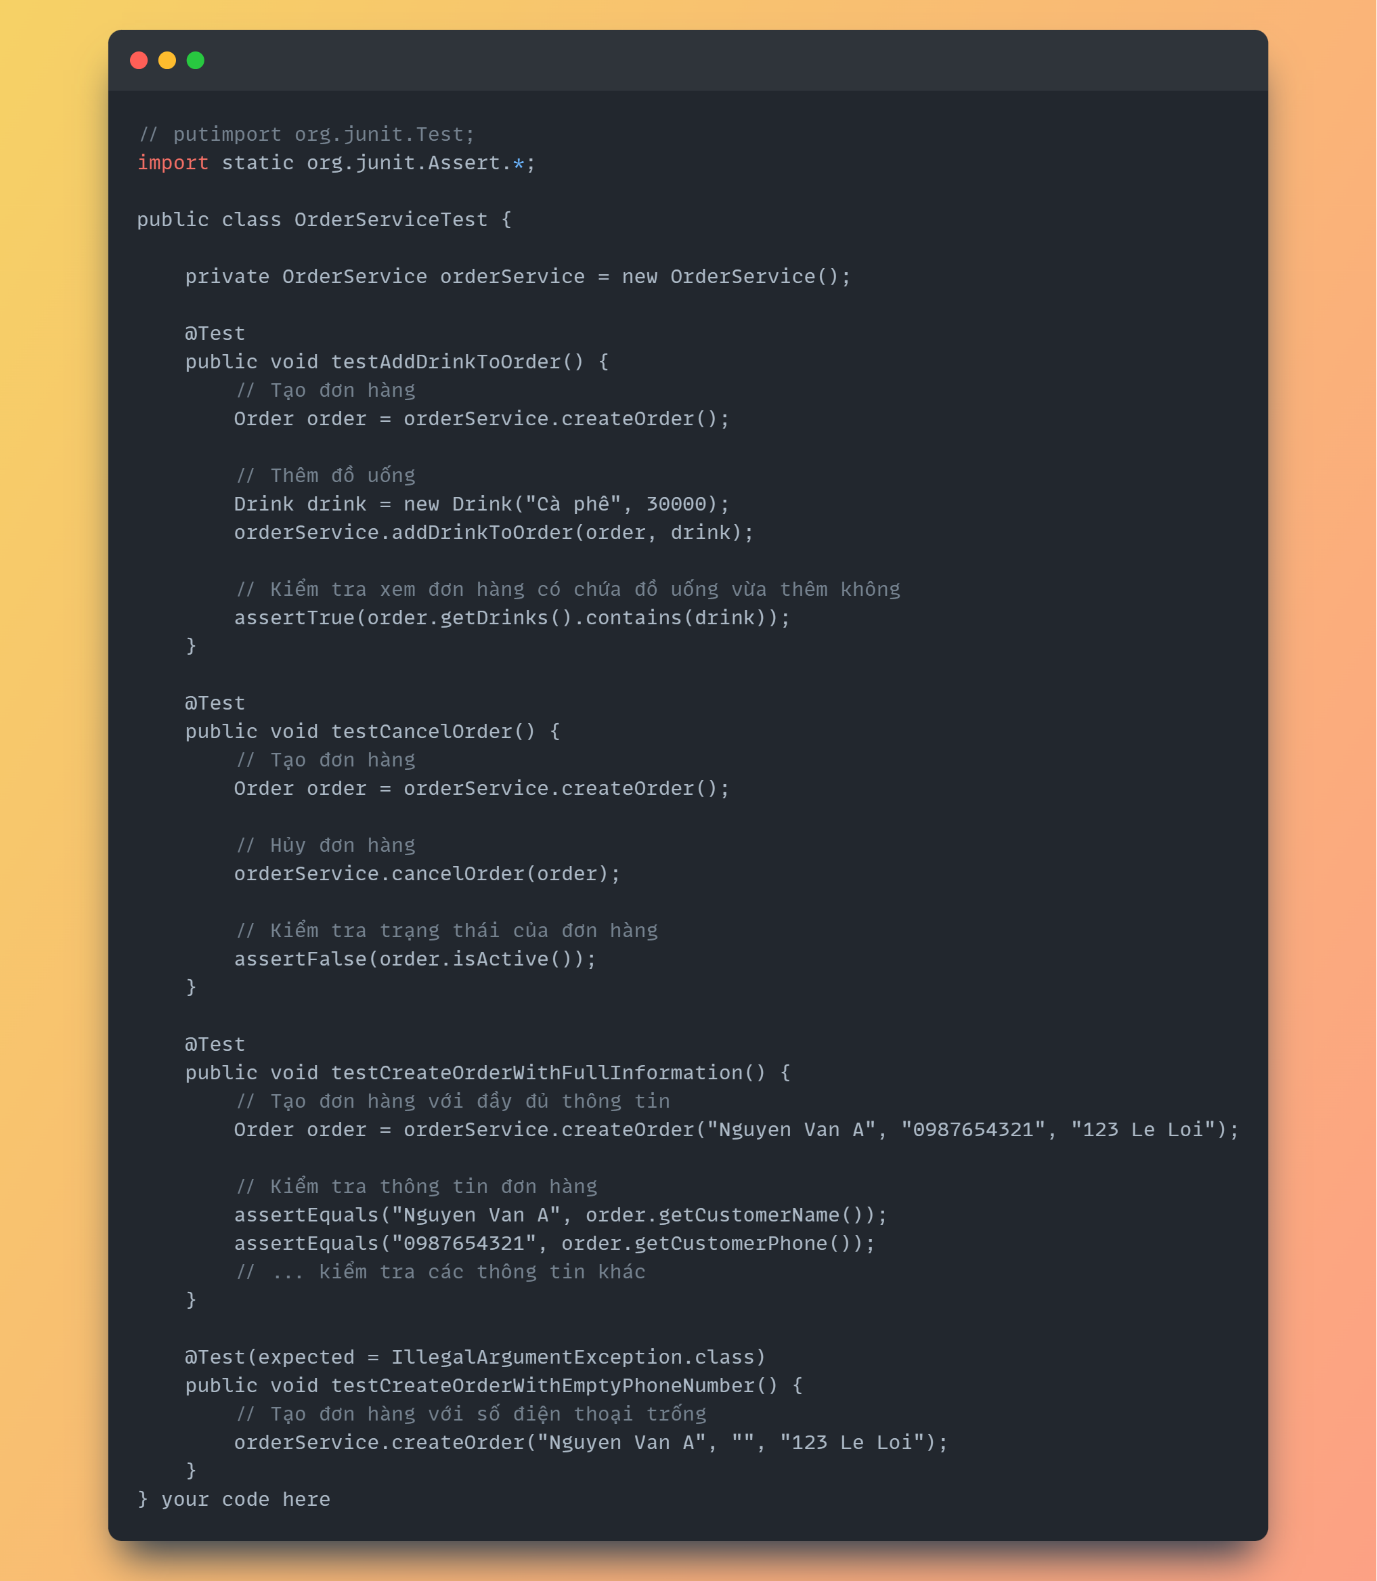 // putimport org.junit.Test;
import static org.junit.Assert.*;

public class OrderServiceTest {

    private OrderService orderService = new OrderService();

    @Test
    public void testAddDrinkToOrder() {
        // Tạo đơn hàng
        Order order = orderService.createOrder();

        // Thêm đồ uống
        Drink drink = new Drink("Cà phê", 30000);
        orderService.addDrinkToOrder(order, drink);

        // Kiểm tra xem đơn hàng có chứa đồ uống vừa thêm không
        assertTrue(order.getDrinks().contains(drink));
    }

    @Test
    public void testCancelOrder() {
        // Tạo đơn hàng
        Order order = orderService.createOrder();

        // Hủy đơn hàng
        orderService.cancelOrder(order);

        // Kiểm tra trạng thái của đơn hàng
        assertFalse(order.isActive());
    }

    @Test
    public void testCreateOrderWithFullInformation() {
        // Tạo đơn hàng với đầy đủ thông tin
        Order order = orderService.createOrder("Nguyen Van A", "0987654321", "123 Le Loi");

        // Kiểm tra thông tin đơn hàng
        assertEquals("Nguyen Van A", order.getCustomerName());
        assertEquals("0987654321", order.getCustomerPhone());
        // ... kiểm tra các thông tin khác
    }

    @Test(expected = IllegalArgumentException.class)
    public void testCreateOrderWithEmptyPhoneNumber() {
        // Tạo đơn hàng với số điện thoại trống
        orderService.createOrder("Nguyen Van A", "", "123 Le Loi");
    }
} your code here